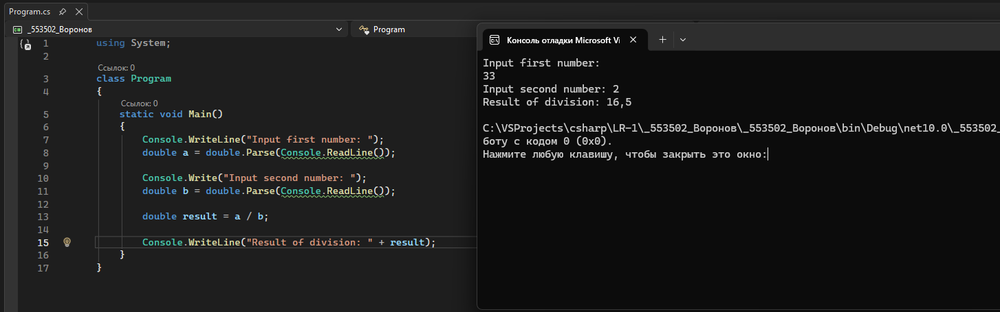 Program.cs
_553502_Воронов
Program
1 using System;
2
Ссылок: 0
3 class Program
4 {
Ссылок: 0
5 static void Main()
6 {
7 Console.WriteLine("Input first number: ");
8 double a = double.Parse(Console.ReadLine());
9
10 Console.Write("Input second number: ");
11 double b = double.Parse(Console.ReadLine());
12
13 double result = a / b;
14
15 Console.WriteLine("Result of division: " + result);
16 }
17 }
Консоль отладки Microsoft Vi
Input first number:
33
Input second number: 2
Result of division: 16,5
C:\VSProjects\csharp\LR-1\_553502_Воронов\_553502_Воронов\bin\Debug\net10.0\_553502_
боту с кодом 0 (0x0).
Нажмите любую клавишу, чтобы закрыть это окно: